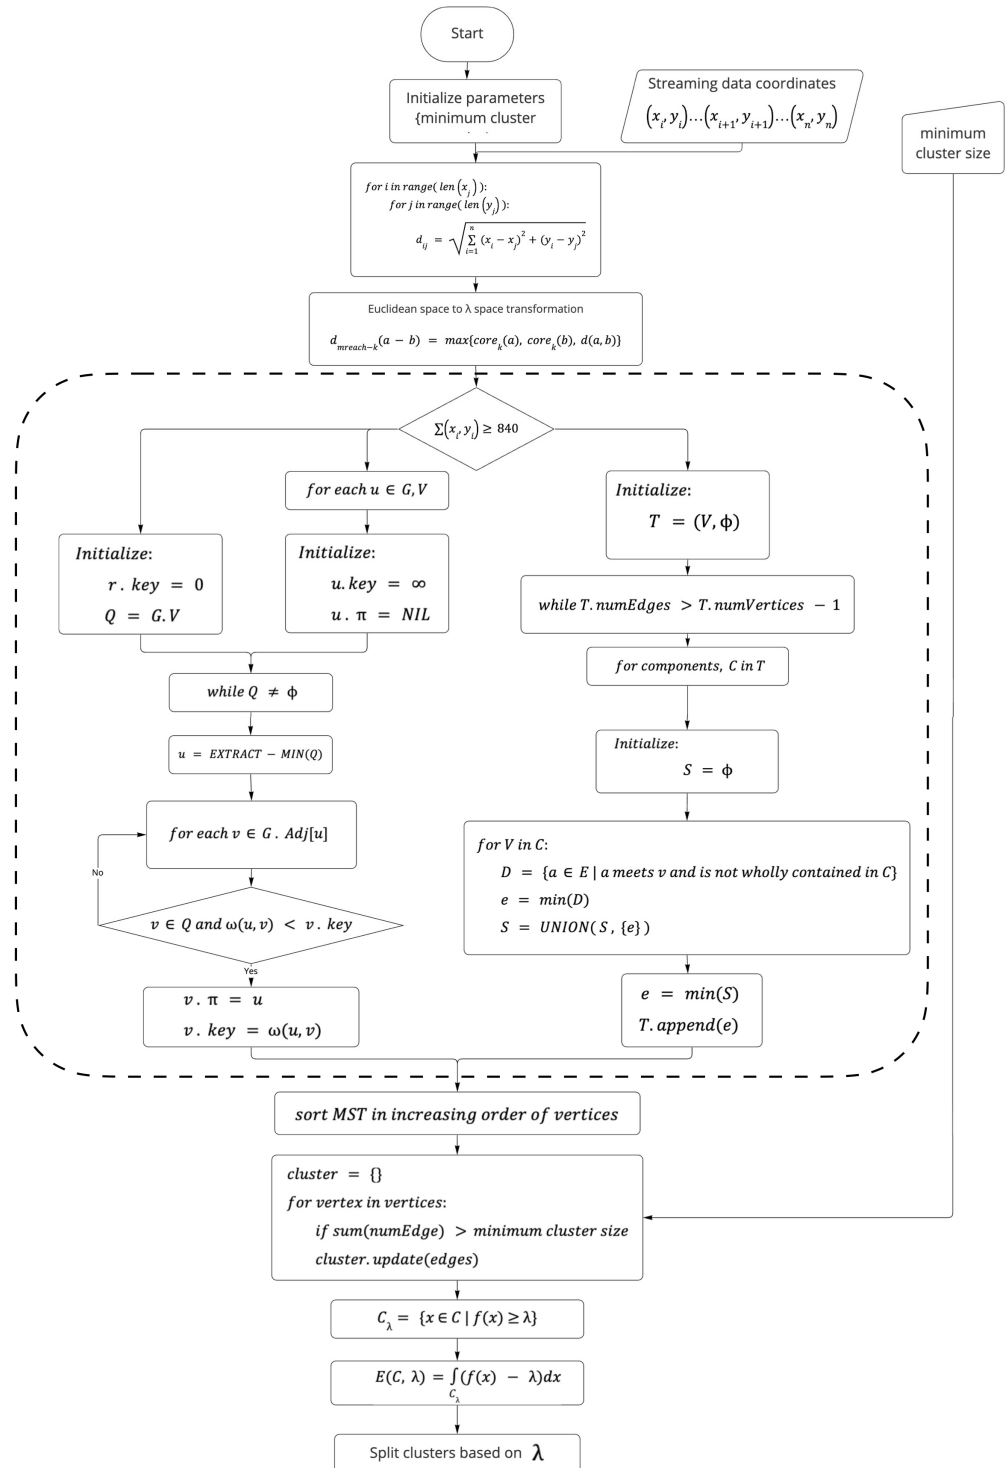 Start
Initialize parameters
{minimum cluster
Streaming data coordinates
(x_i, y_i)…(x_{i+1}, y_{i+1})…(x_n, y_n)
minimum
cluster size
for i in range( len(x_j) ):
for j in range( len(y_j) ):
d_{ij} = √(∑_{i=1}^{n} (x_i − x_j)^2 + (y_i − y_j)^2)
Euclidean space to λ space transformation
d_{mreach−k}(a − b) = max{core_k(a), core_k(b), d(a, b)}
∑(x_i, y_i) ≥ 840
for each u ∈ G, V
Initialize:
r . key = 0
Q = G. V
Initialize:
u. key = ∞
u . π = NIL
Initialize:
T = (V, ϕ)
while T. numEdges > T. numVertices − 1
for components, C in T
while Q ≠ ϕ
u = EXTRACT − MIN(Q)
Initialize:
S = ϕ
for each v ∈ G . Adj[u]
No
v ∈ Q and ω(u, v) < v . key
Yes
v . π = u
v . key = ω(u, v)
for V in C:
D = {a ∈ E | a meets v and is not wholly contained in C}
e = min(D)
S = UNION( S , {e} )
e = min(S)
T. append(e)
sort MST in increasing order of vertices
cluster = {}
for vertex in vertices:
if sum(numEdge) > minimum cluster size
cluster. update(edges)
C_λ = {x ∈ C | f(x) ≥ λ}
E(C, λ) = ∫_{C_λ}(f(x) − λ)dx
Split clusters based on λ